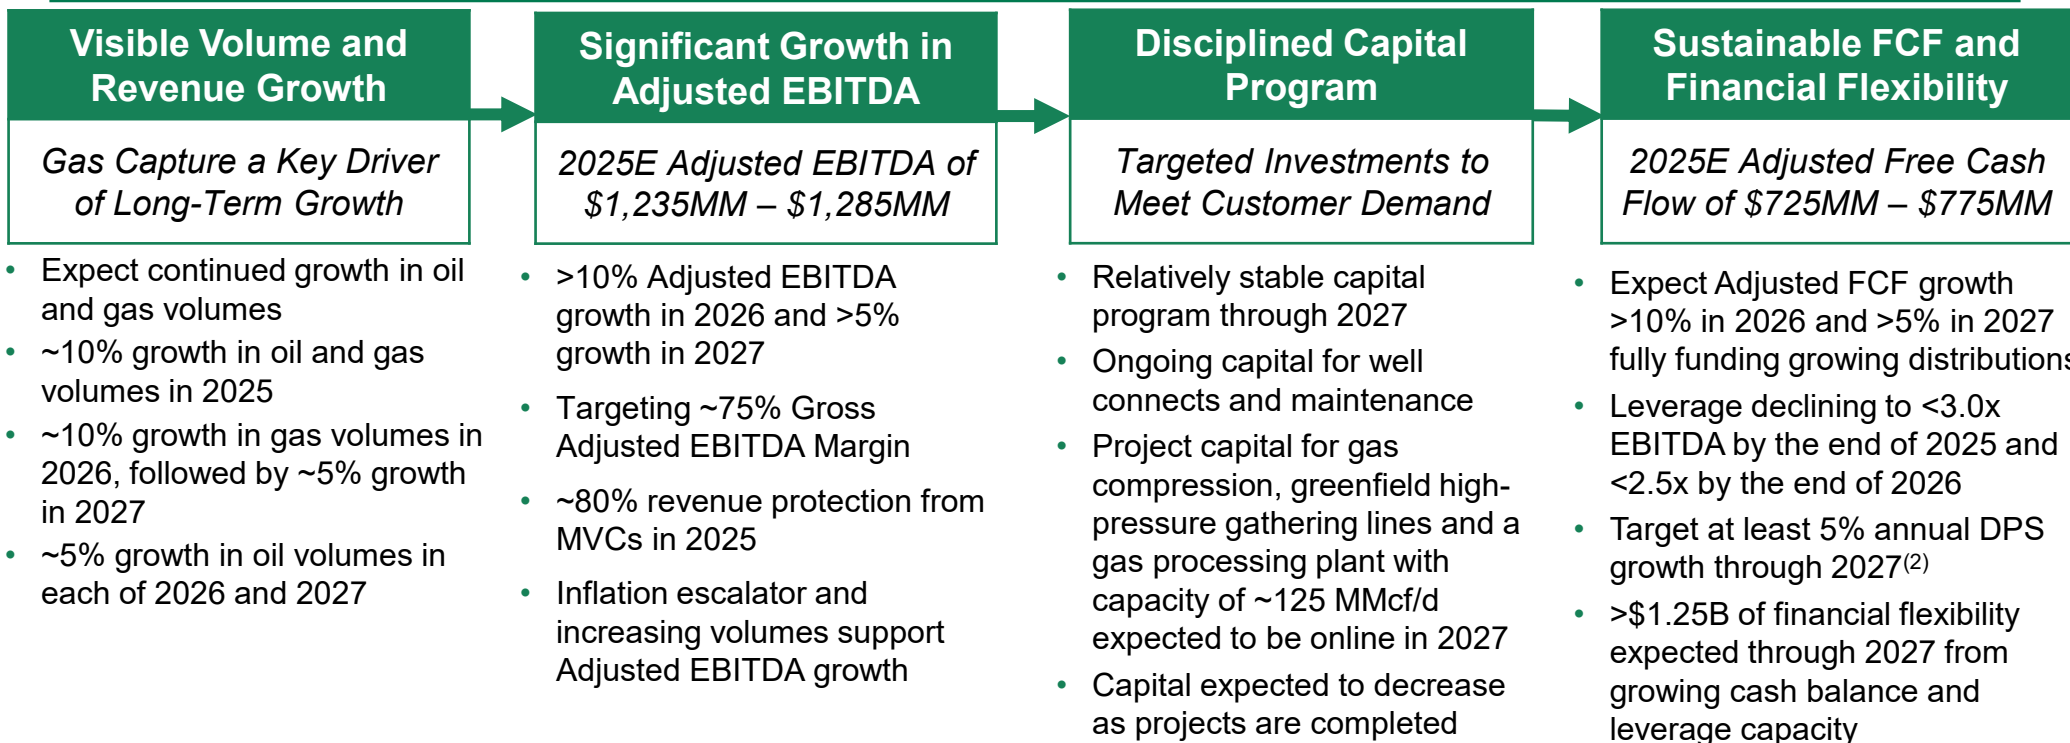 Visible Volume and
Revenue Growth
Gas Capture a Key Driver
of Long-Term Growth
• Expect continued growth in oil
and gas volumes
• ~10% growth in oil and gas
volumes in 2025
• ~10% growth in gas volumes in
2026, followed by ~5% growth
in 2027
• ~5% growth in oil volumes in
each of 2026 and 2027
Significant Growth in
Adjusted EBITDA
2025E Adjusted EBITDA of
$1,235MM – $1,285MM
• >10% Adjusted EBITDA
growth in 2026 and >5%
growth in 2027
• Targeting ~75% Gross
Adjusted EBITDA Margin
• ~80% revenue protection from
MVCs in 2025
• Inflation escalator and
increasing volumes support
Adjusted EBITDA growth
Disciplined Capital
Program
Targeted Investments to
Meet Customer Demand
• Relatively stable capital
program through 2027
• Ongoing capital for well
connects and maintenance
• Project capital for gas
compression, greenfield high-
pressure gathering lines and a
gas processing plant with
capacity of ~125 MMcf/d
expected to be online in 2027
• Capital expected to decrease
as projects are completed
Sustainable FCF and
Financial Flexibility
2025E Adjusted Free Cash
Flow of $725MM – $775MM
• Expect Adjusted FCF growth
>10% in 2026 and >5% in 2027
fully funding growing distributions
• Leverage declining to <3.0x
EBITDA by the end of 2025 and
<2.5x by the end of 2026
• Target at least 5% annual DPS
growth through 2027(2)
• >$1.25B of financial flexibility
expected through 2027 from
growing cash balance and
leverage capacity